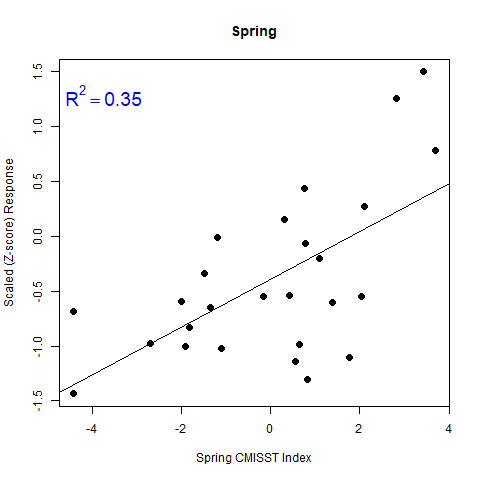 Spring
R² = 0.35
Scaled (Z-score) Response
1.5
1.0
0.5
0.0
-0.5
-1.0
-1.5
-4 -2 0 2 4
Spring CMISST Index